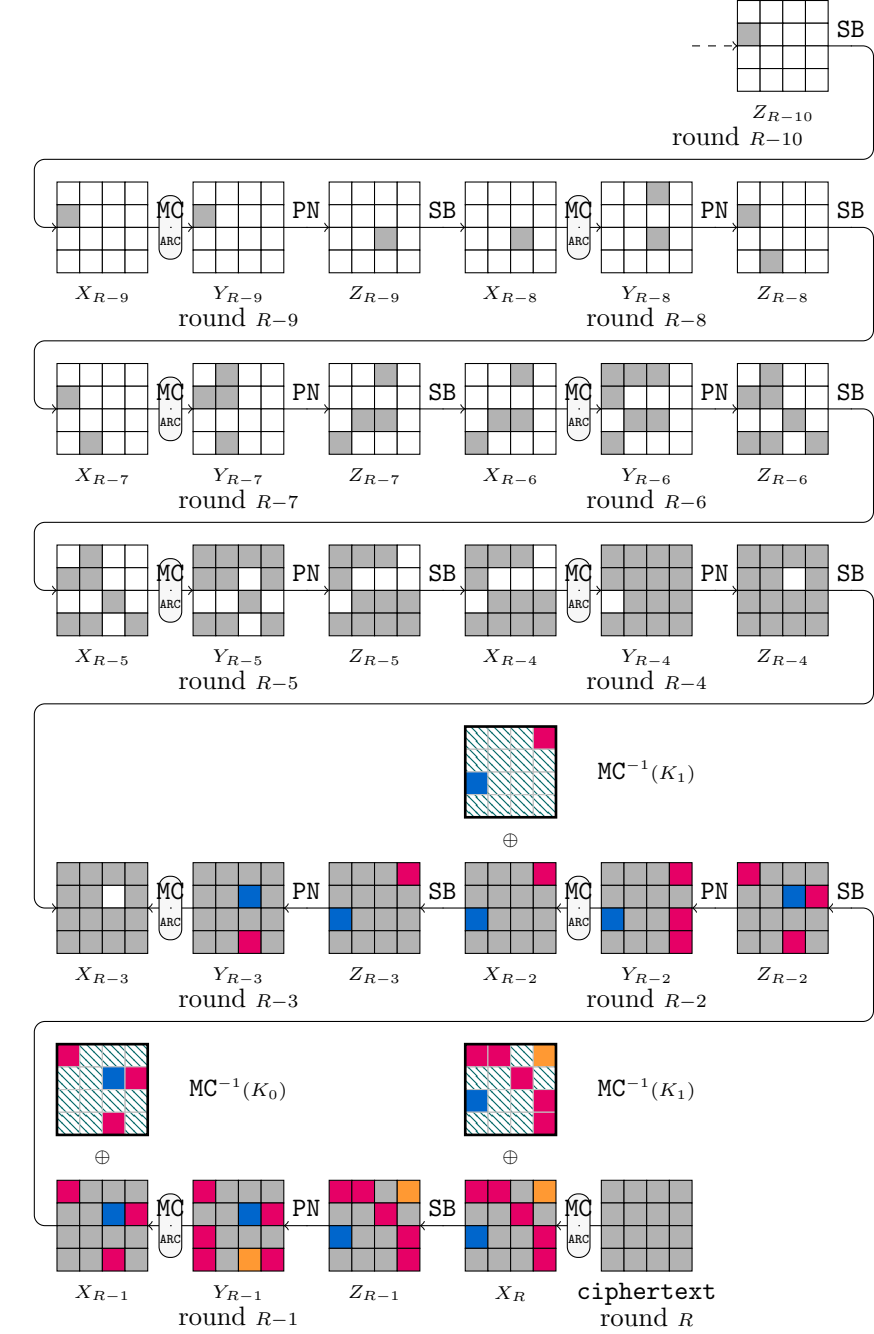 SB
Z_{R−10}
round R−10
MC PN SB MC PN SB
ARC ARC
X_{R−9} Y_{R−9} Z_{R−9} X_{R−8} Y_{R−8} Z_{R−8}
round R−9 round R−8
MC PN SB MC PN SB
ARC ARC
X_{R−7} Y_{R−7} Z_{R−7} X_{R−6} Y_{R−6} Z_{R−6}
round R−7 round R−6
MC PN SB MC PN SB
ARC ARC
X_{R−5} Y_{R−5} Z_{R−5} X_{R−4} Y_{R−4} Z_{R−4}
round R−5 round R−4
MC^{−1}(K_1)
⊕
MC PN SB MC PN SB
ARC ARC
X_{R−3} Y_{R−3} Z_{R−3} X_{R−2} Y_{R−2} Z_{R−2}
round R−3 round R−2
MC^{−1}(K_0) MC^{−1}(K_1)
⊕ ⊕
MC PN SB MC
ARC ARC
X_{R−1} Y_{R−1} Z_{R−1} X_R ciphertext
round R−1 round R